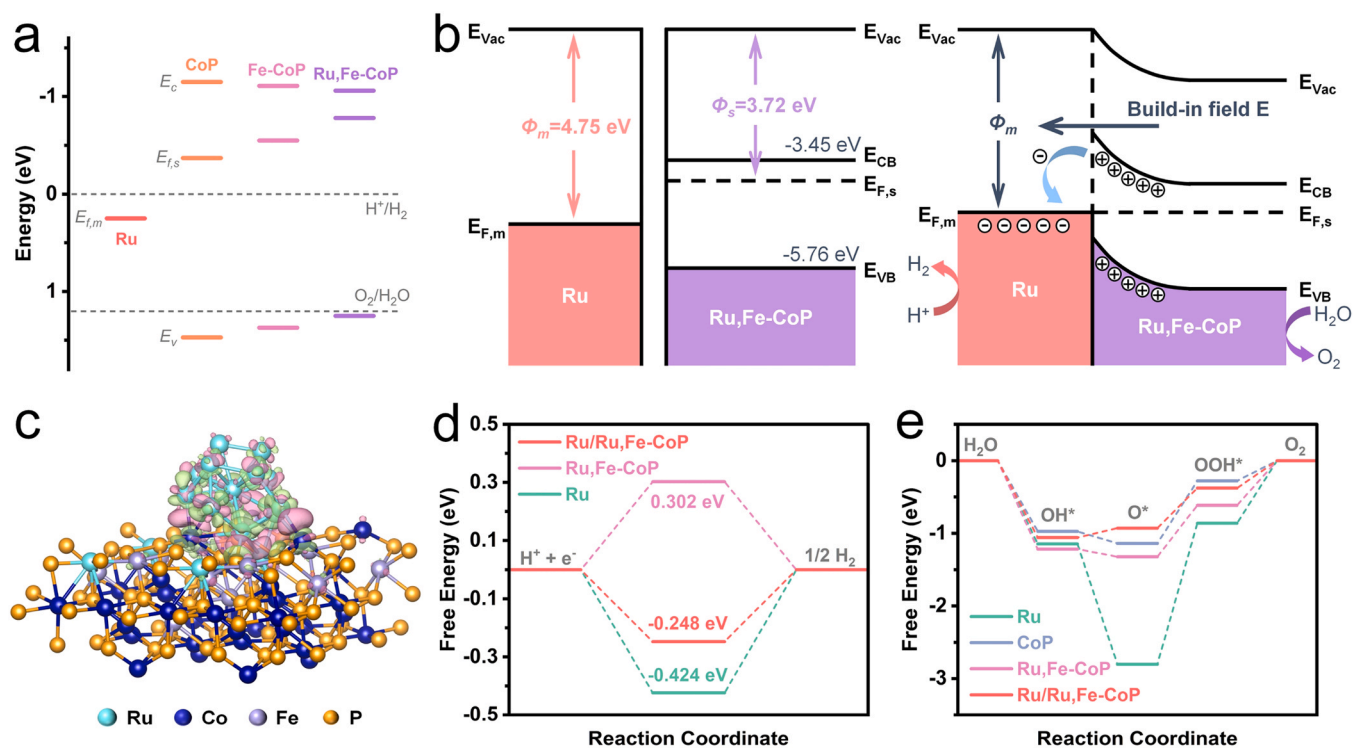 a
Energy (eV)
-1
0
1
CoP
Fe-CoP
Ru,Fe-CoP
E_c
E_{f,s}
H⁺/H₂
E_{f,m}
Ru
O₂/H₂O
E_v
b
E_Vac
E_Vac
Φ_m=4.75 eV
Φ_s=3.72 eV
-3.45 eV
E_CB
E_{F,s}
E_{F,m}
-5.76 eV
E_VB
Ru
Ru,Fe-CoP
E_Vac
E_Vac
Build-in field E
Φ_m
E_CB
E_{F,m}
E_{F,s}
H₂
H⁺
Ru
E_VB
Ru,Fe-CoP
H₂O
O₂
c
Ru
Co
Fe
P
d
Free Energy (eV)
0.5
0.3
0.1
-0.1
-0.3
-0.5
Ru/Ru,Fe-CoP
Ru,Fe-CoP
Ru
0.302 eV
H⁺ + e⁻
1/2 H₂
-0.248 eV
-0.424 eV
Reaction Coordinate
e
Free Energy (eV)
0
-1
-2
-3
H₂O
OH*
O*
OOH*
O₂
Ru
CoP
Ru,Fe-CoP
Ru/Ru,Fe-CoP
Reaction Coordinate